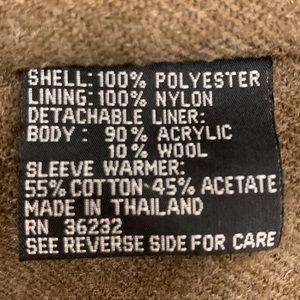 SHELL: 100% POLYESTER
LINING: 100% NYLON
DETACHABLE LINER:
BODY : 90% ACRYLIC
10% WOOL
SLEEVE WARMER:
55% COTTON 45% ACETATE
MADE IN THAILAND
RN 36232
SEE REVERSE SIDE FOR CARE